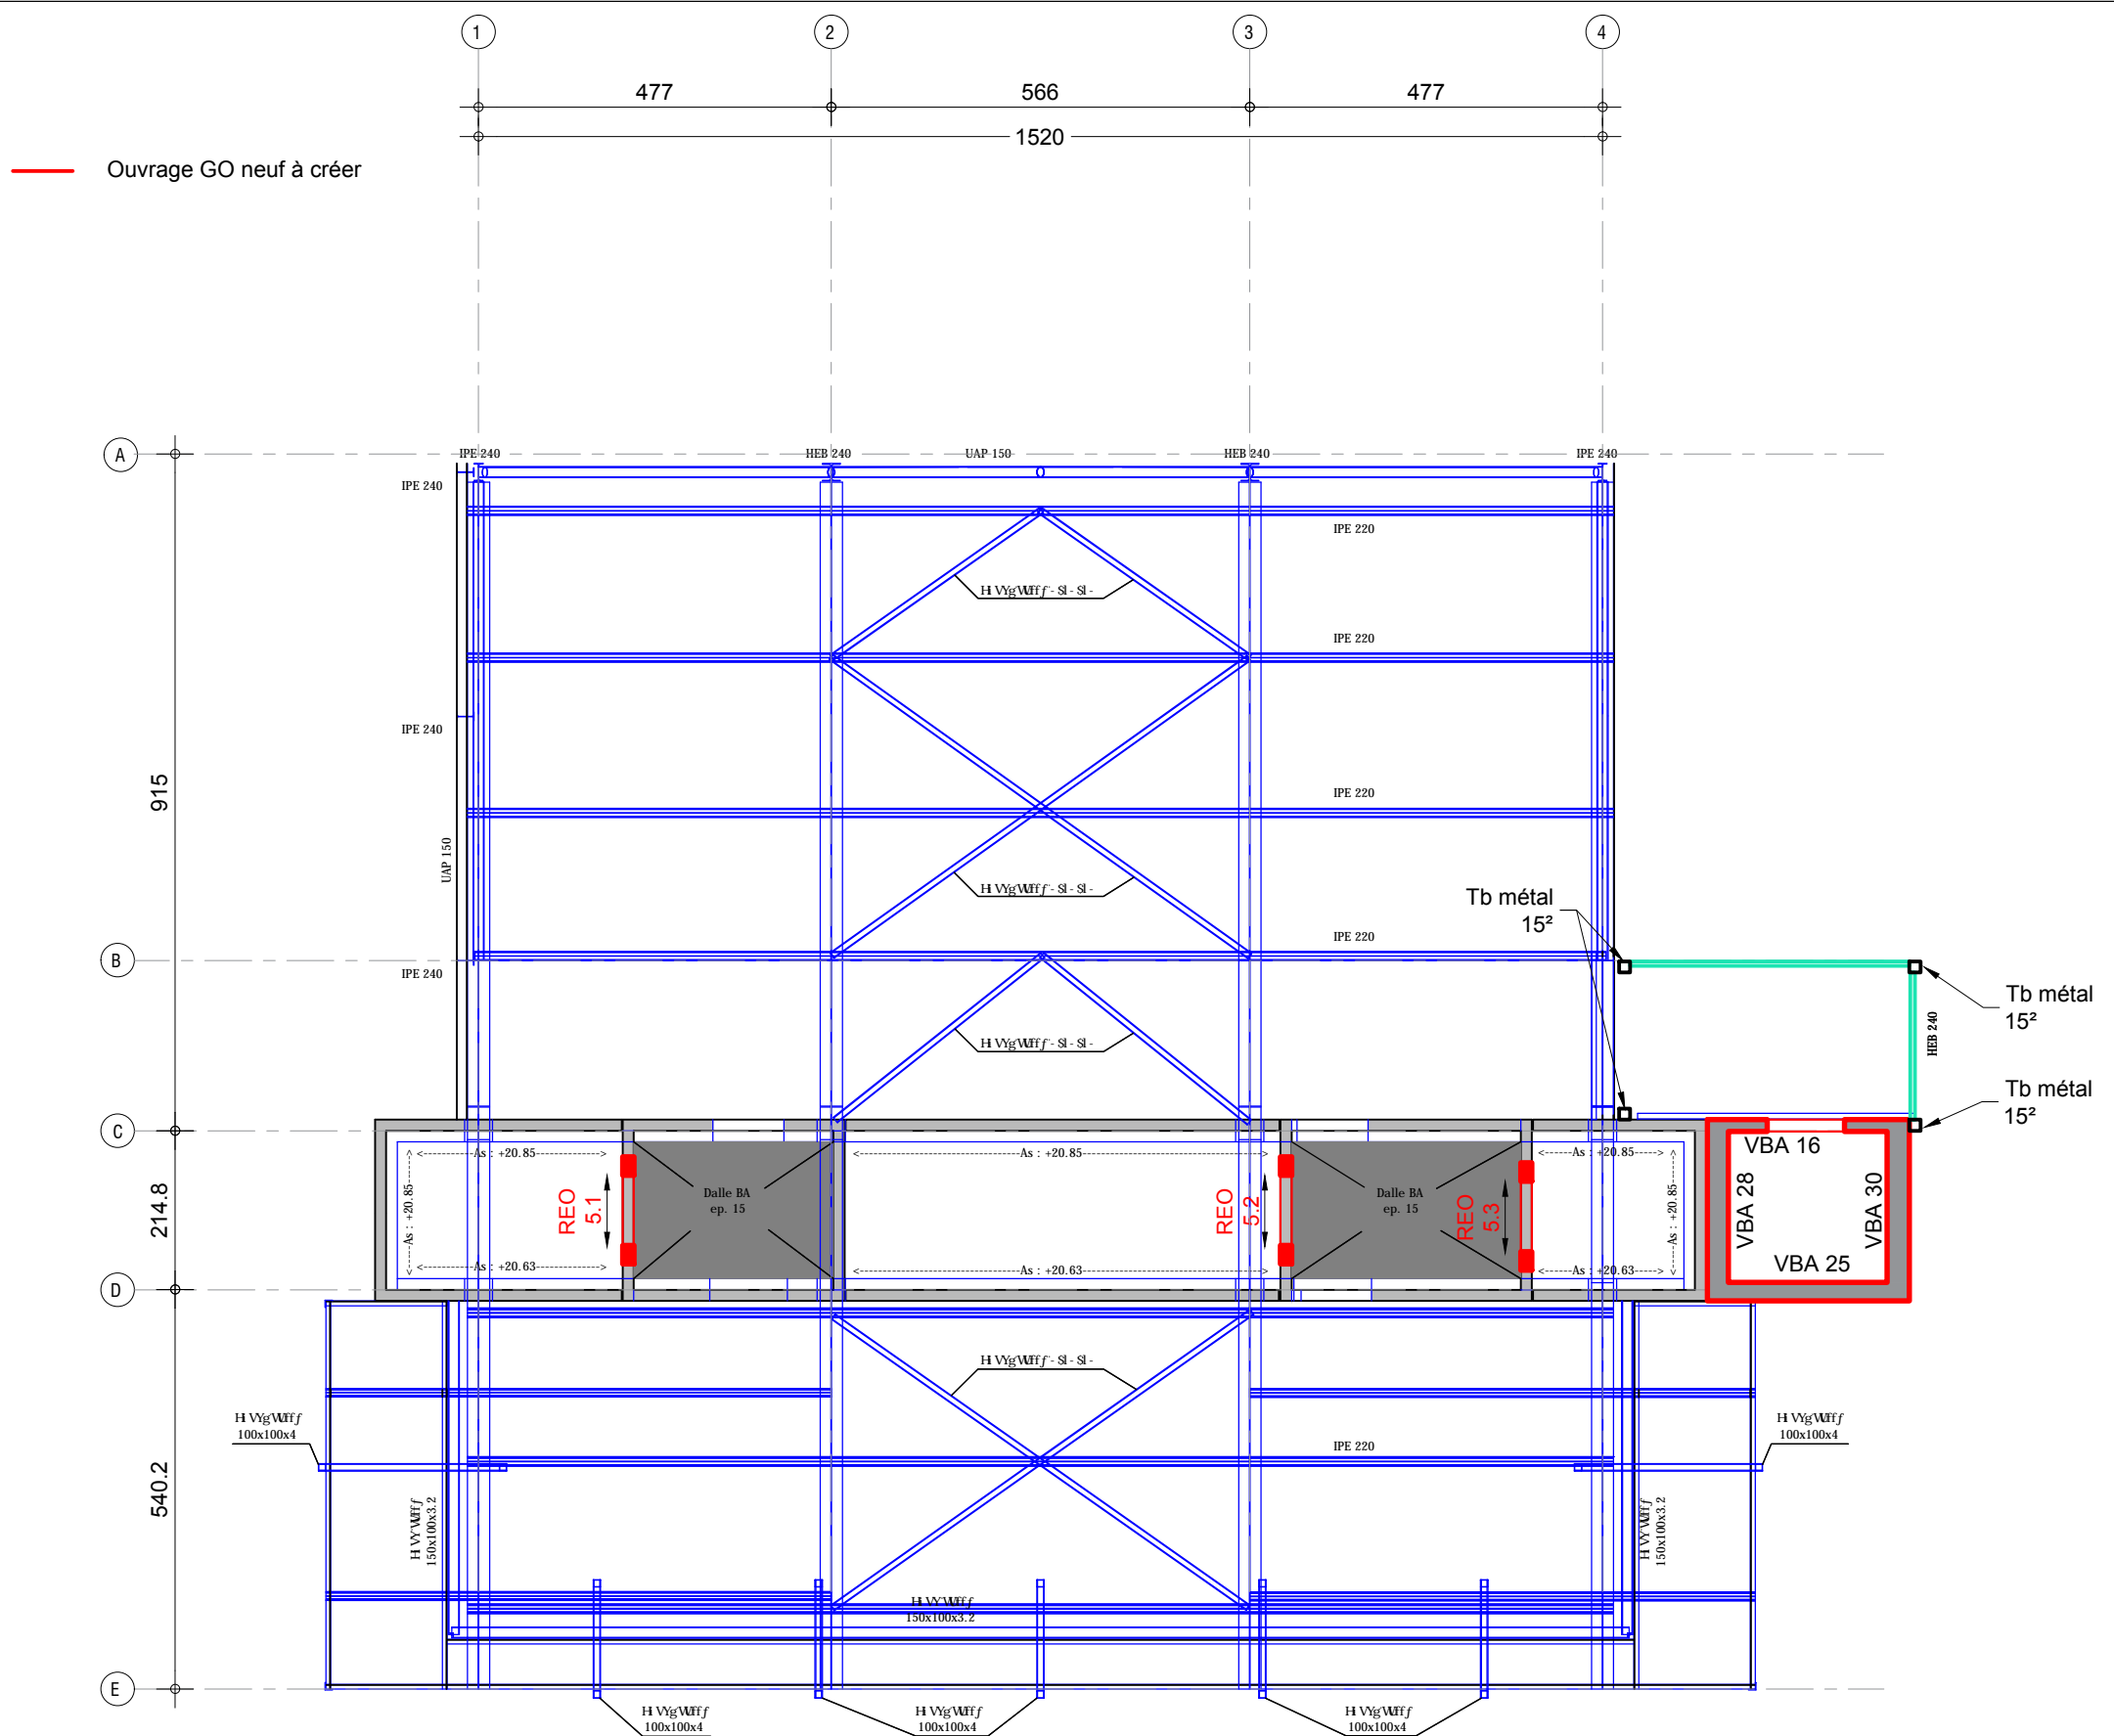 1
2
3
4
477
566
477
1520
Ouvrage GO neuf à créer
A
IPE 240
HEB 240
UAP 150
HEB 240
IPE 240
IPE 240
IPE 220
IPE 220
IPE 240
915
IPE 220
UAP 150
Tb métal
15²
IPE 220
B
IPE 240
Tb métal
15²
HEB 240
Tb métal
15²
C
<-------As : +20.85------->
<-------As : +20.85------->
<----As : +20.85---->
VBA 16
<----As : +20.85---->
REO
5.1
Dalle BA
ep. 15
REO
5.2
Dalle BA
ep. 15
REO
5.3
<----As : +20.85---->
VBA 28
VBA 30
214.8
<-------As : +20.63------->
<-------As : +20.63------->
<----As : +20.63---->
VBA 25
D
100x100x4
100x100x4
IPE 220
540.2
150x100x3.2
150x100x3.2
150x100x3.2
E
100x100x4
100x100x4
100x100x4